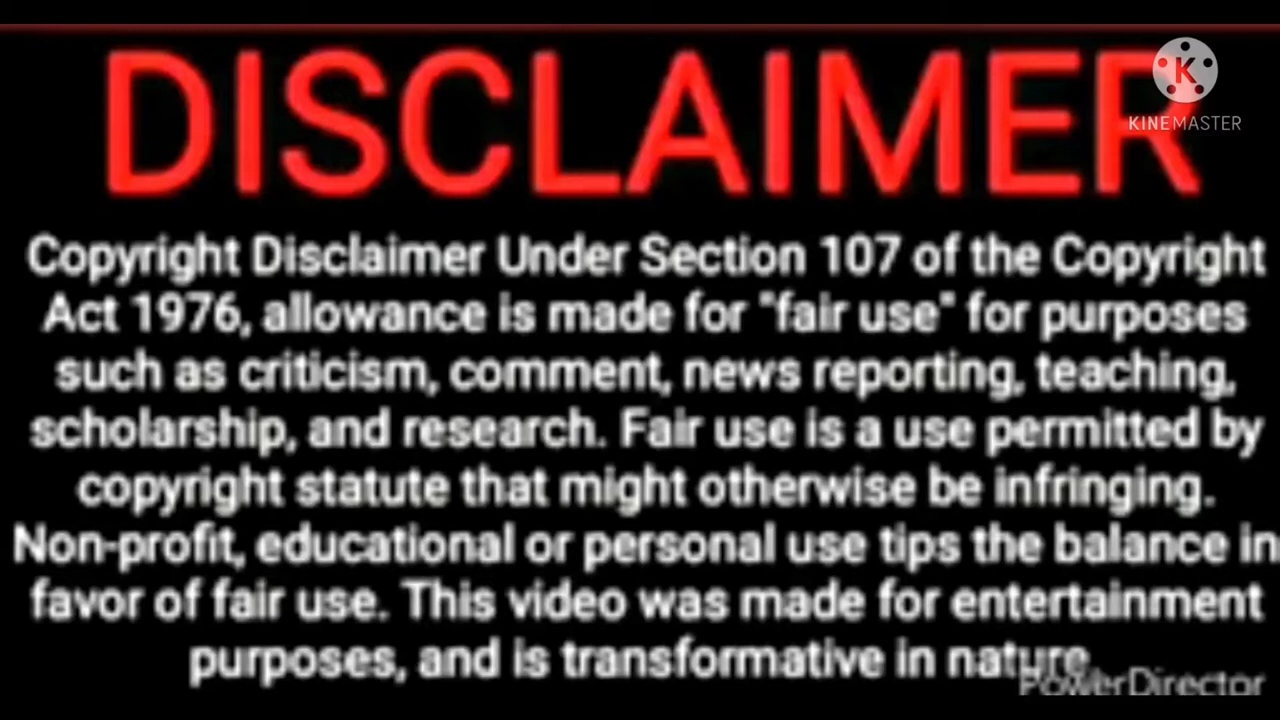 DISCLAIMER
K
KINEMASTER
Copyright Disclaimer Under Section 107 of the Copyright
Act 1976, allowance is made for "fair use" for purposes
such as criticism, comment, news reporting, teaching,
scholarship, and research. Fair use is a use permitted by
copyright statute that might otherwise be infringing.
Non-profit, educational or personal use tips the balance in
favor of fair use. This video was made for entertainment
purposes, and is transformative in nature
PowerDirector